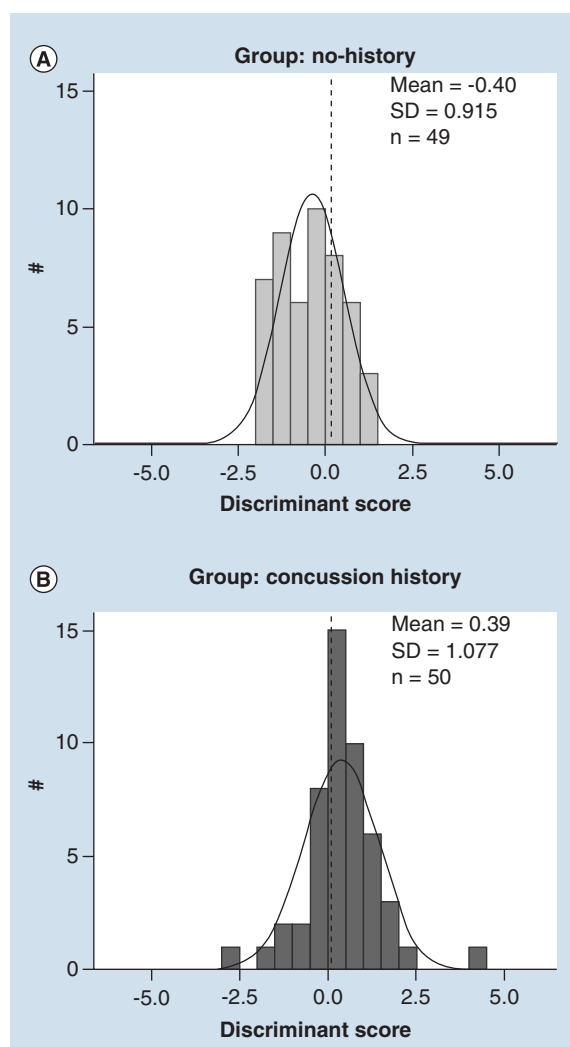 A
Group: no-history
Mean = -0.40
SD = 0.915
n = 49
15
10
5
0
#
-5.0 -2.5 0.0 2.5 5.0
Discriminant score
B
Group: concussion history
Mean = 0.39
SD = 1.077
n = 50
15
10
5
0
#
-5.0 -2.5 0.0 2.5 5.0
Discriminant score